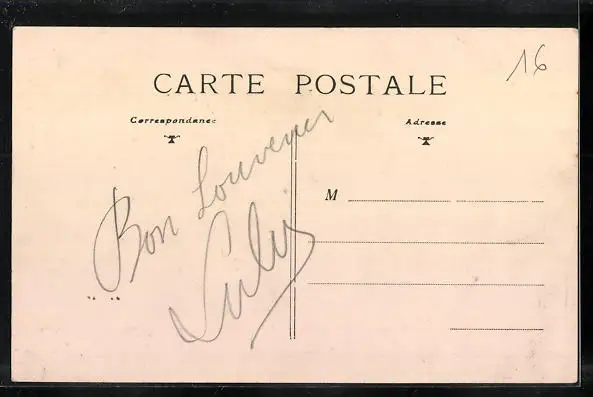 16
CARTE POSTALE
Correspondance
Adresse
Bon Souvenir
M